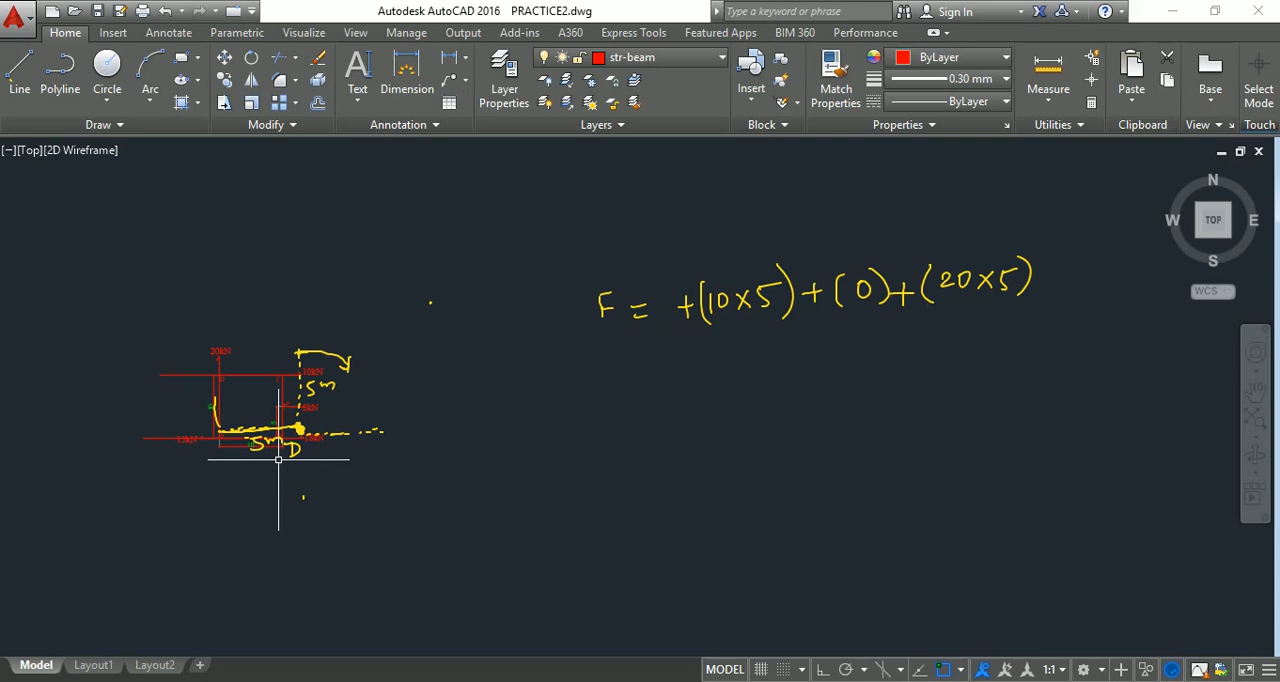 Autodesk AutoCAD 2016 PRACTICE2.dwg
Type a keyword or phrase
Sign In
Home Insert Annotate Parametric Visualize View Manage Output Add-ins A360 Express Tools Featured Apps BIM 360 Performance
Line Polyline Circle Arc
Text Dimension
Layer Properties
str-beam
Insert
Match Properties
ByLayer
0.30 mm
ByLayer
Measure
Paste
Base
Select Mode
Draw Modify Annotation Layers Block Properties Utilities Clipboard View Touch
[−][Top][2D Wireframe]
N
W TOP E
S
WCS
F = +(10×5) + (0) + (20×5)
20kN
10kN
5m
5kN
5m
D
Model Layout1 Layout2 +
MODEL
1:1